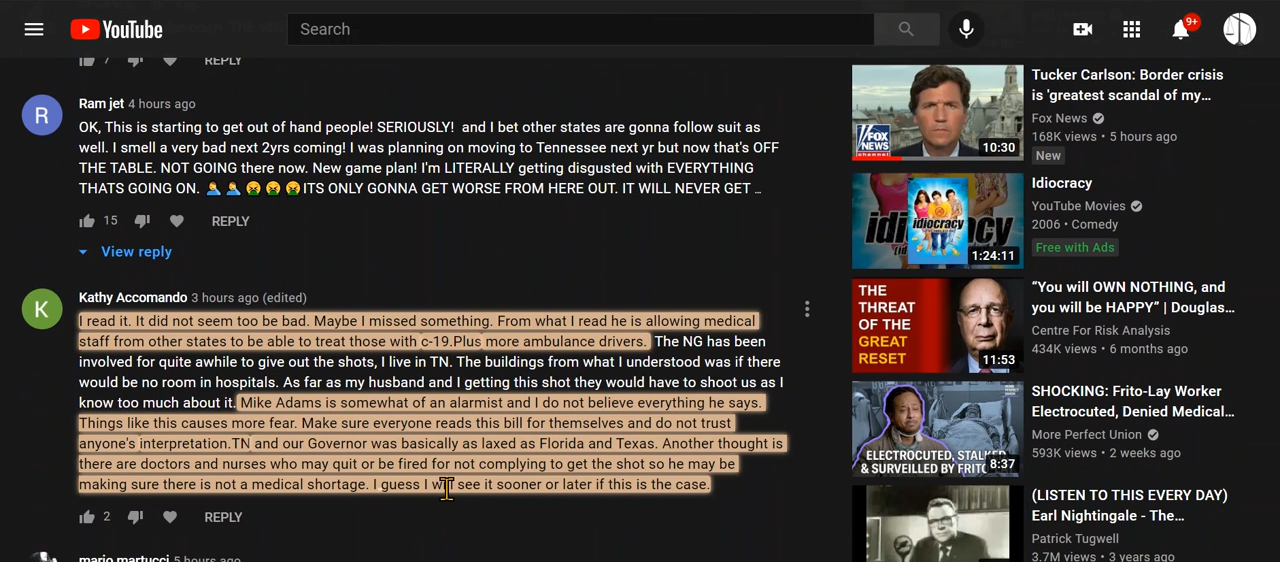 YouTube
Search
9+
7
REPLY
Ram jet 4 hours ago
OK, This is starting to get out of hand people! SERIOUSLY! and I bet other states are gonna follow suit as
well. I smell a very bad next 2yrs coming! I was planning on moving to Tennessee next yr but now that's OFF
THE TABLE. NOT GOING there now. New game plan! I'm LITERALLY getting disgusted with EVERYTHING
THATS GOING ON. 🤦‍♂️🤦‍♂️🤮🤮🤮ITS ONLY GONNA GET WORSE FROM HERE OUT. IT WILL NEVER GET ...
15
REPLY
View reply
R
K
Kathy Accomando 3 hours ago (edited)
I read it. It did not seem too be bad. Maybe I missed something. From what I read he is allowing medical
staff from other states to be able to treat those with c-19.Plus more ambulance drivers. The NG has been
involved for quite awhile to give out the shots, I live in TN. The buildings from what I understood was if there
would be no room in hospitals. As far as my husband and I getting this shot they would have to shoot us as I
know too much about it. Mike Adams is somewhat of an alarmist and I do not believe everything he says.
Things like this causes more fear. Make sure everyone reads this bill for themselves and do not trust
anyone's interpretation.TN and our Governor was basically as laxed as Florida and Texas. Another thought is
there are doctors and nurses who may quit or be fired for not complying to get the shot so he may be
making sure there is not a medical shortage. I guess I will see it sooner or later if this is the case.
2
REPLY
mario martucci 5 hours ago
FOX NEWS channel
10:30
Tucker Carlson: Border crisis
is 'greatest scandal of my...
Fox News
168K views • 5 hours ago
New
idiocracy
1:24:11
Idiocracy
YouTube Movies
2006 • Comedy
Free with Ads
THE
THREAT
OF THE
GREAT
RESET
11:53
“You will OWN NOTHING, and
you will be HAPPY” | Douglas...
Centre For Risk Analysis
434K views • 6 months ago
ELECTROCUTED, STALKED
& SURVEILLED BY FRITO
8:37
SHOCKING: Frito-Lay Worker
Electrocuted, Denied Medical...
More Perfect Union
593K views • 2 weeks ago
(LISTEN TO THIS EVERY DAY)
Earl Nightingale - The...
Patrick Tugwell
3.7M views • 3 years ago